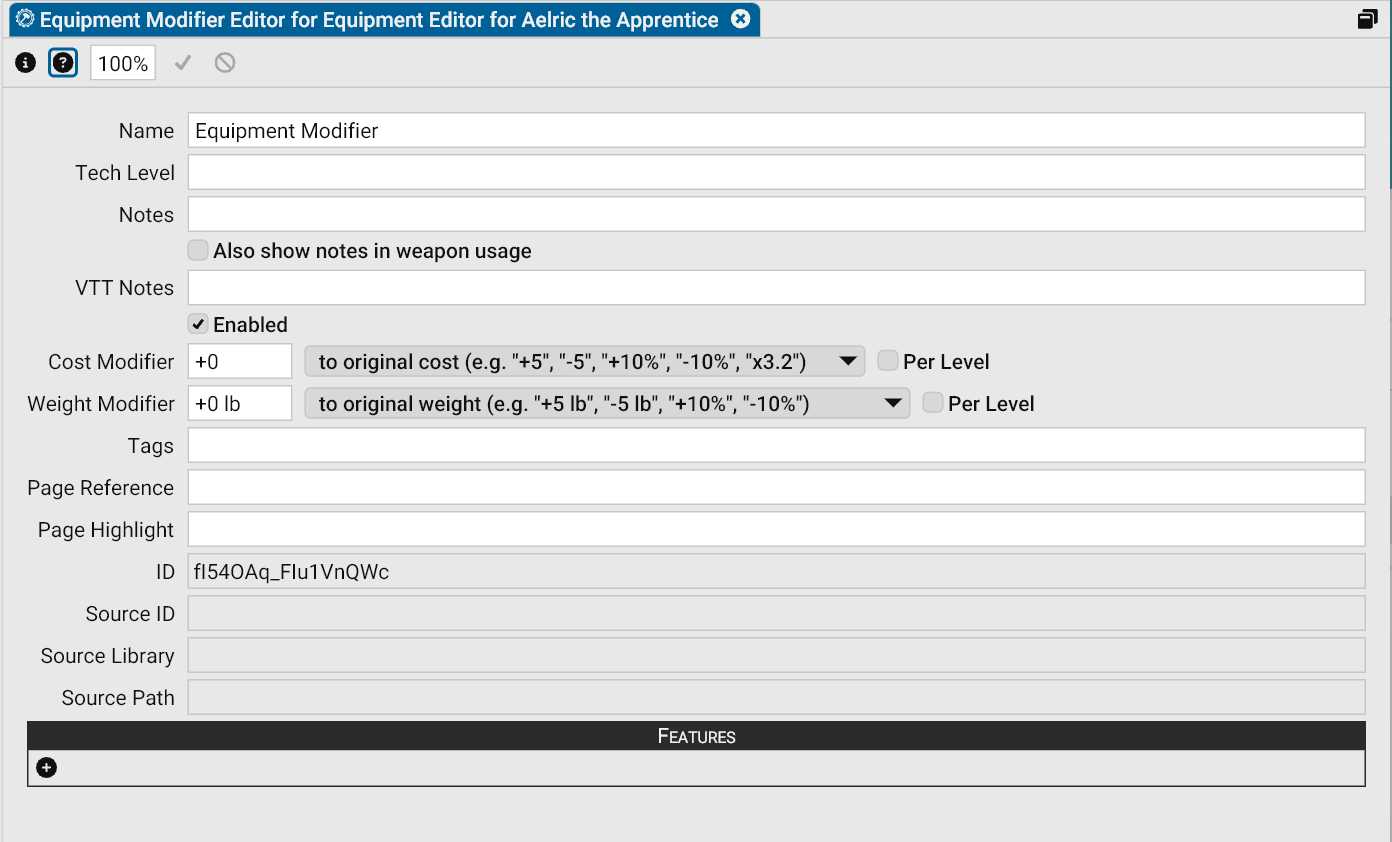 Equipment Modifier Editor for Equipment Editor for Aelric the Apprentice
100%
Name Equipment Modifier
Tech Level
Notes
Also show notes in weapon usage
VTT Notes
Enabled
Cost Modifier +0 to original cost (e.g. "+5", "-5", "+10%", "-10%", "x3.2") Per Level
Weight Modifier +0 lb to original weight (e.g. "+5 lb", "-5 lb", "+10%", "-10%") Per Level
Tags
Page Reference
Page Highlight
ID fI54OAq_FIu1VnQWc
Source ID
Source Library
Source Path
Features